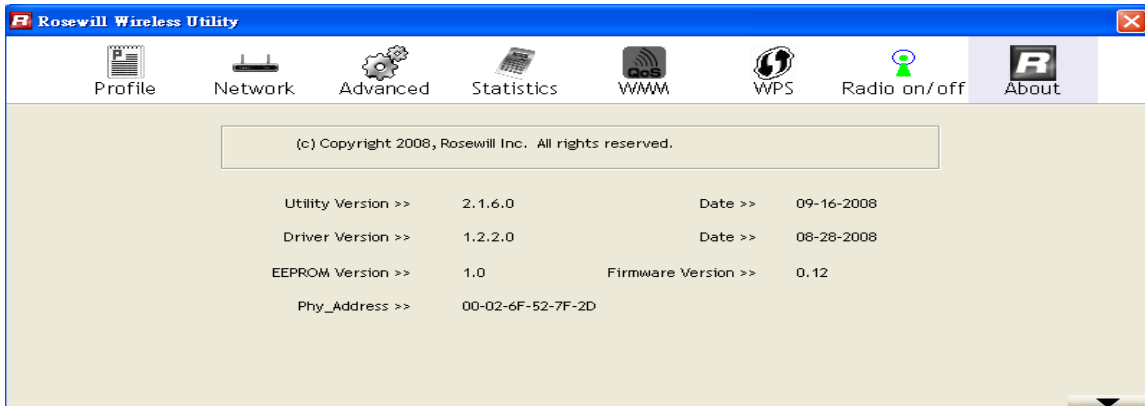 R Rosewill Wireless Utility
P QoS R
Profile Network Advanced Statistics WMM WPS Radio on/off About
(c) Copyright 2008, Rosewill Inc. All rights reserved.
Utility Version >> 2.1.6.0 Date >> 09-16-2008
Driver Version >> 1.2.2.0 Date >> 08-28-2008
EEPROM Version >> 1.0 Firmware Version >> 0.12
Phy_Address >> 00-02-6F-52-7F-2D